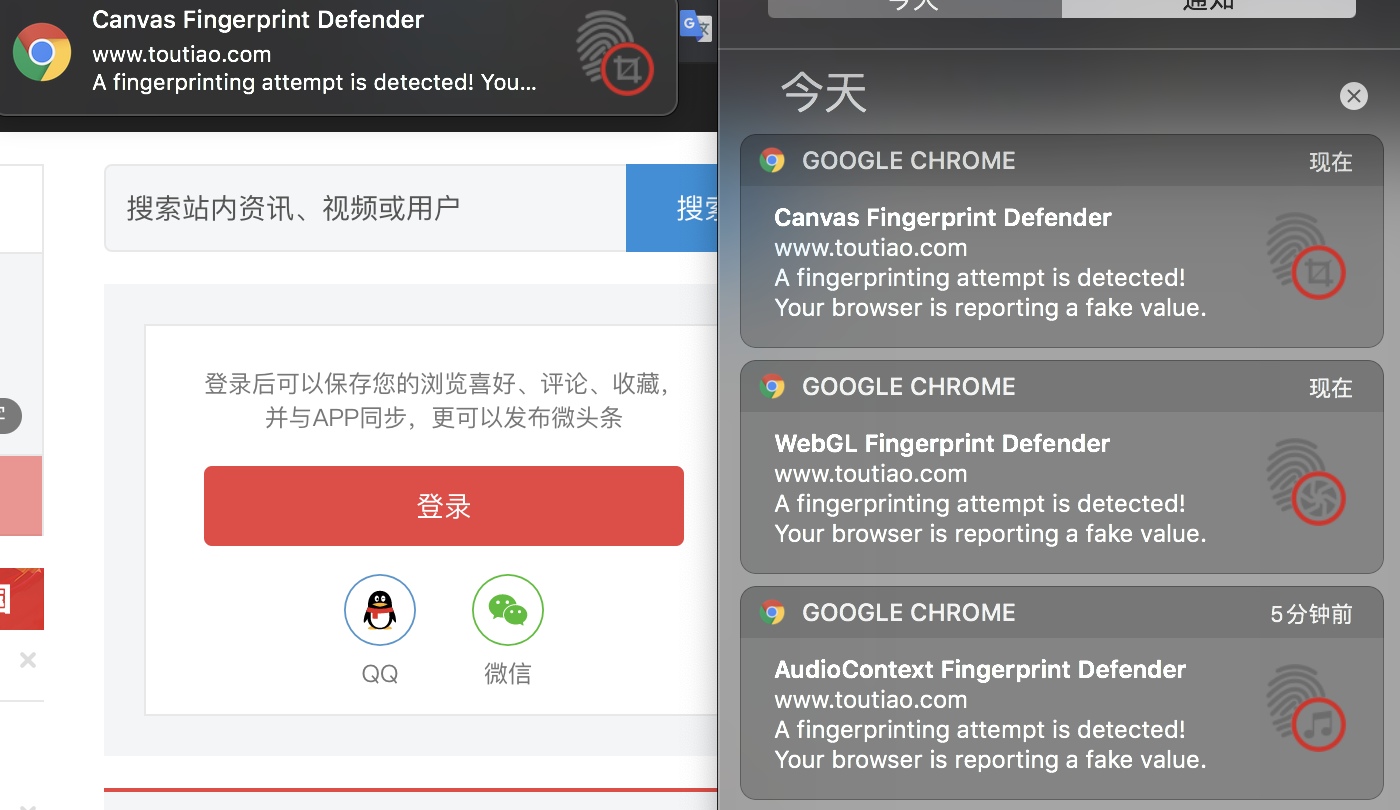 Canvas Fingerprint Defender
www.toutiao.com
A fingerprinting attempt is detected! You...
搜索站内资讯、视频或用户
搜索
登录后可以保存您的浏览喜好、评论、收藏,
并与APP同步，更可以发布微头条
登录
QQ
微信
今天
通知
今天
GOOGLE CHROME
现在
Canvas Fingerprint Defender
www.toutiao.com
A fingerprinting attempt is detected!
Your browser is reporting a fake value.
GOOGLE CHROME
现在
WebGL Fingerprint Defender
www.toutiao.com
A fingerprinting attempt is detected!
Your browser is reporting a fake value.
GOOGLE CHROME
5分钟前
AudioContext Fingerprint Defender
www.toutiao.com
A fingerprinting attempt is detected!
Your browser is reporting a fake value.